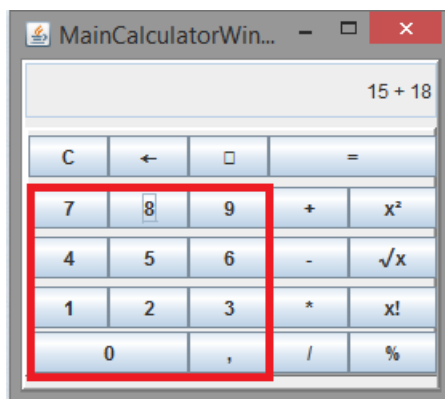 MainCalculatorWin...
15 + 18
C ← □ =
7 8 9 + x²
4 5 6 - √x
1 2 3 * x!
0 , / %